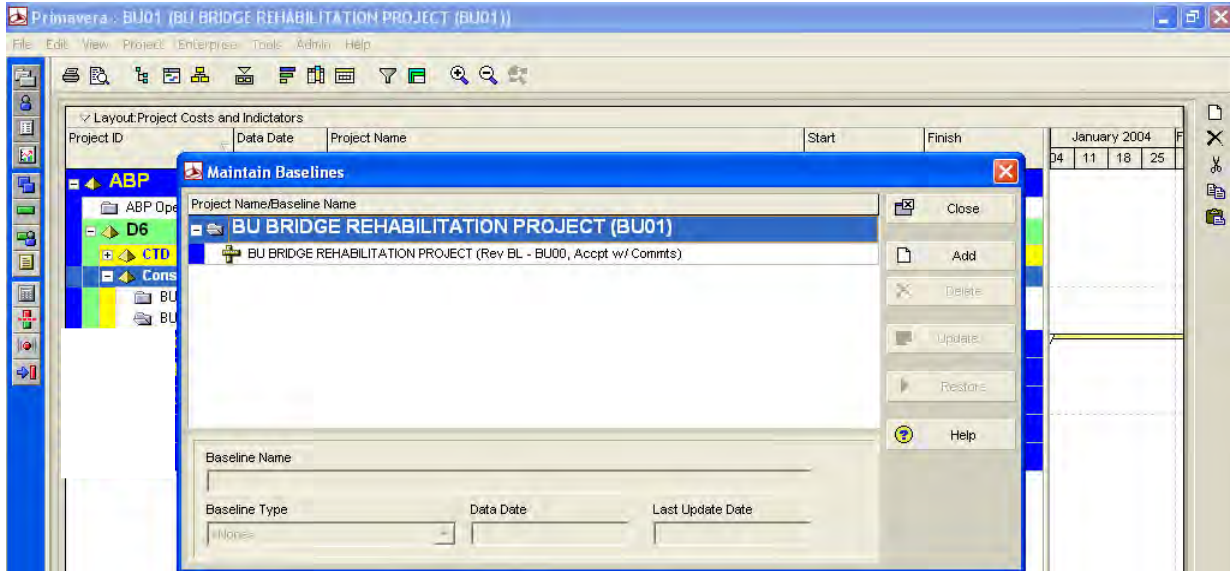 Primavera : BU01 (BU BRIDGE REHABILITATION PROJECT (BU01))
File Edit View Project Enterprise Tools Admin Help
Layout:Project Costs and Indictators
Project ID Data Date Project Name Start Finish January 2004 F
04 11 18 25
Maintain Baselines
ABP
ABP Ope
D6
CTD
Cons
BU
BU
Project Name/Baseline Name
BU BRIDGE REHABILITATION PROJECT (BU01)
BU BRIDGE REHABILITATION PROJECT (Rev BL - BU00, Accpt w/ Commts)
Close
Add
Delete
Update
Restore
Help
Baseline Name
Baseline Type Data Date Last Update Date
<None>